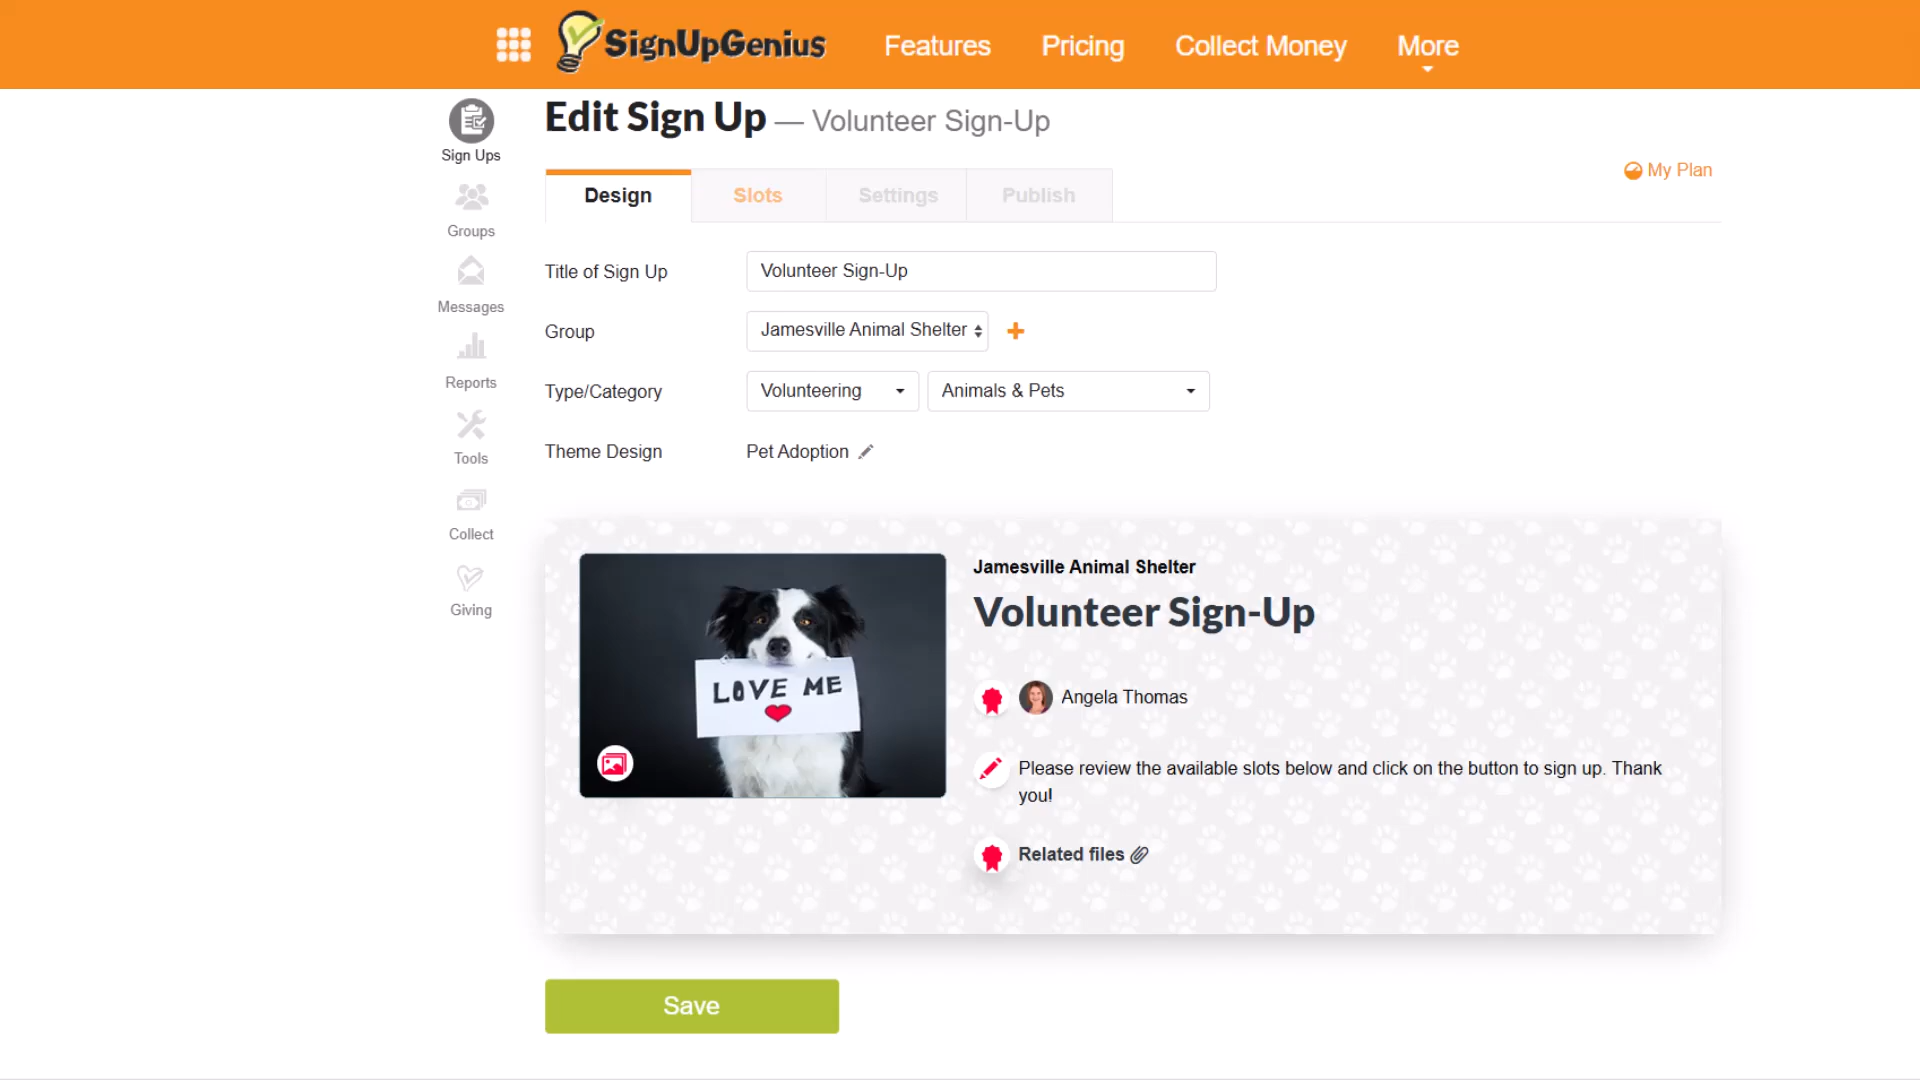 SignUpGenius Features Pricing Collect Money More
Edit Sign Up — Volunteer Sign-Up
Sign Ups
Groups
Messages
Reports
Tools
Collect
Giving
My Plan
Design Slots Settings Publish
Title of Sign Up Volunteer Sign-Up
Group Jamesville Animal Shelter
Type/Category Volunteering Animals & Pets
Theme Design Pet Adoption
LOVE ME
Jamesville Animal Shelter
Volunteer Sign-Up
Angela Thomas
Please review the available slots below and click on the button to sign up. Thank
you!
Related files
Save